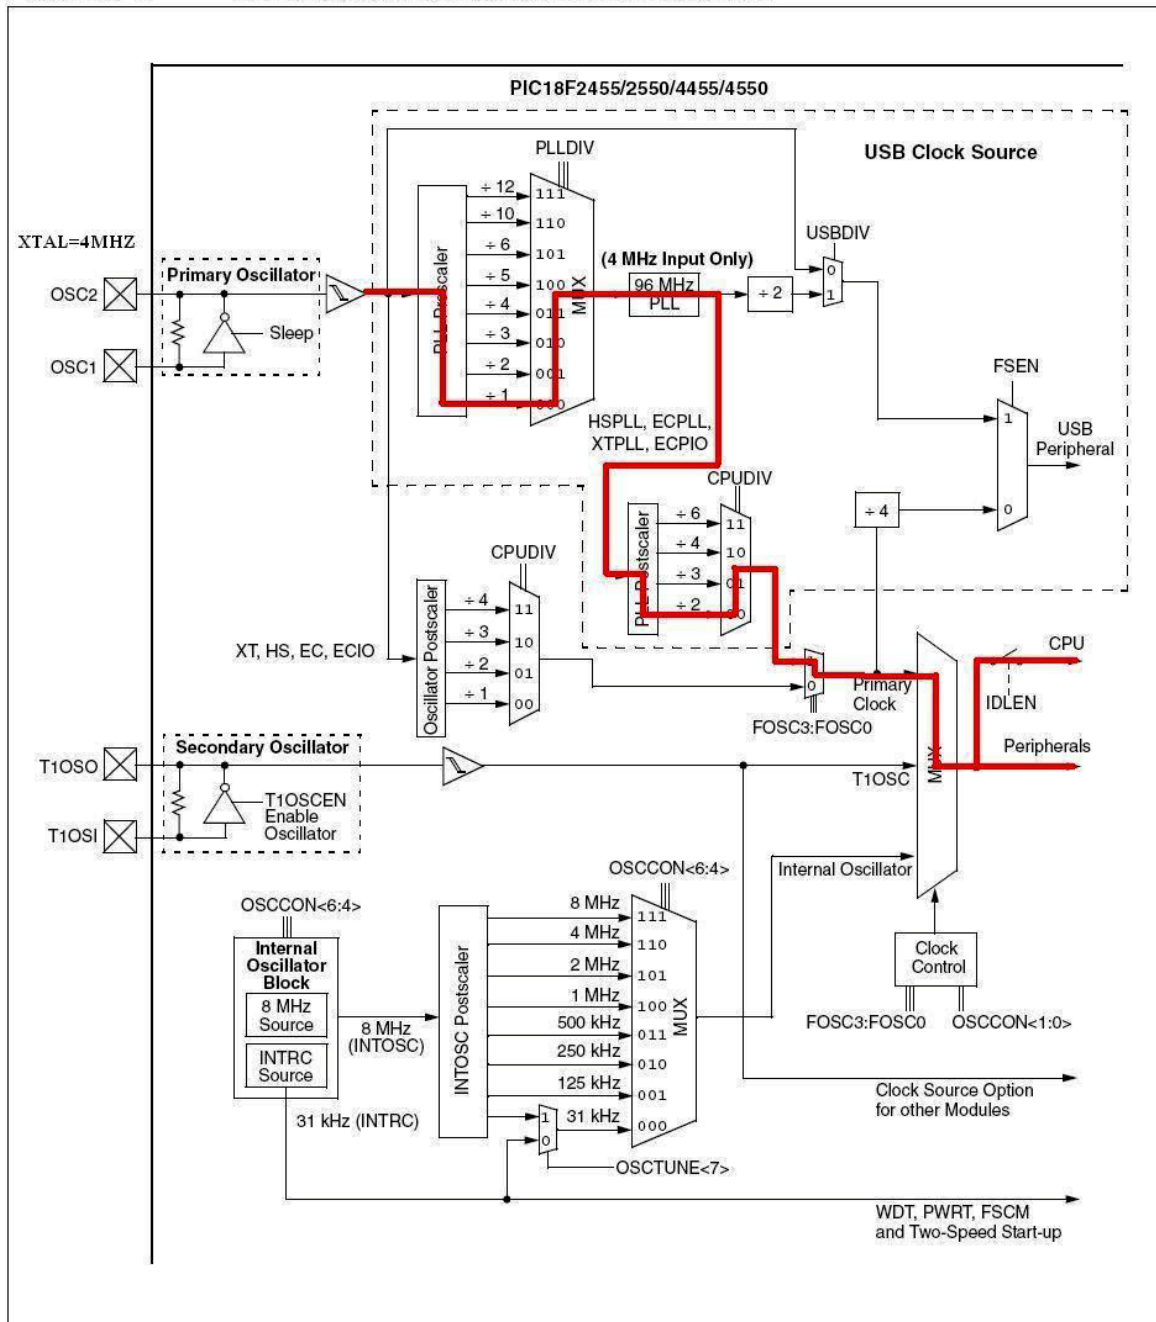 PIC18F2455/2550/4455/4550
USB Clock Source
PLLDIV
÷ 12
111
÷ 10
110
÷ 6
101
÷ 5
100
÷ 4
011
÷ 3
010
÷ 2
001
÷ 1
000
PLL Prescaler
MUX
(4 MHz Input Only)
96 MHz
PLL
÷ 2
USBDIV
0
1
XTAL=4MHZ
OSC2
OSC1
Primary Oscillator
Sleep
FSEN
1
0
USB
Peripheral
HSPLL, ECPLL,
XTPLL, ECPIO
CPUDIV
÷ 6
11
÷ 4
10
÷ 3
01
÷ 2
00
PLL Postscaler
÷ 4
CPUDIV
÷ 4
11
÷ 3
10
÷ 2
01
÷ 1
00
Oscillator Postscaler
XT, HS, EC, ECIO
0
FOSC3:FOSC0
Primary
Clock
CPU
IDLEN
Peripherals
MUX
T1OSC
Internal Oscillator
T1OSO
T1OSI
Secondary Oscillator
T1OSCEN
Enable
Oscillator
OSCCON<6:4>
Internal
Oscillator
Block
8 MHz
Source
INTRC
Source
8 MHz
(INTOSC)
31 kHz (INTRC)
INTOSC Postscaler
OSCCON<6:4>
8 MHz
111
4 MHz
110
2 MHz
101
1 MHz
100
500 kHz
011
250 kHz
010
125 kHz
001
31 kHz
000
MUX
1
0
OSCTUNE<7>
Clock
Control
FOSC3:FOSC0
OSCCON<1:0>
Clock Source Option
for other Modules
WDT, PWRT, FSCM
and Two-Speed Start-up